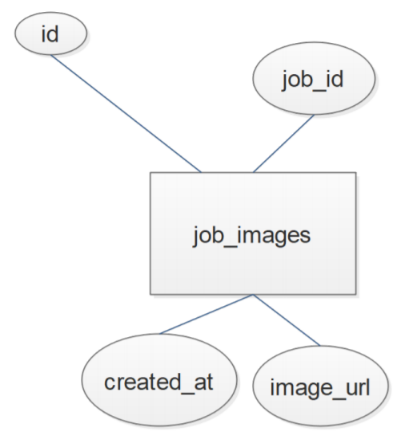 id
job_id
job_images
created_at
image_url